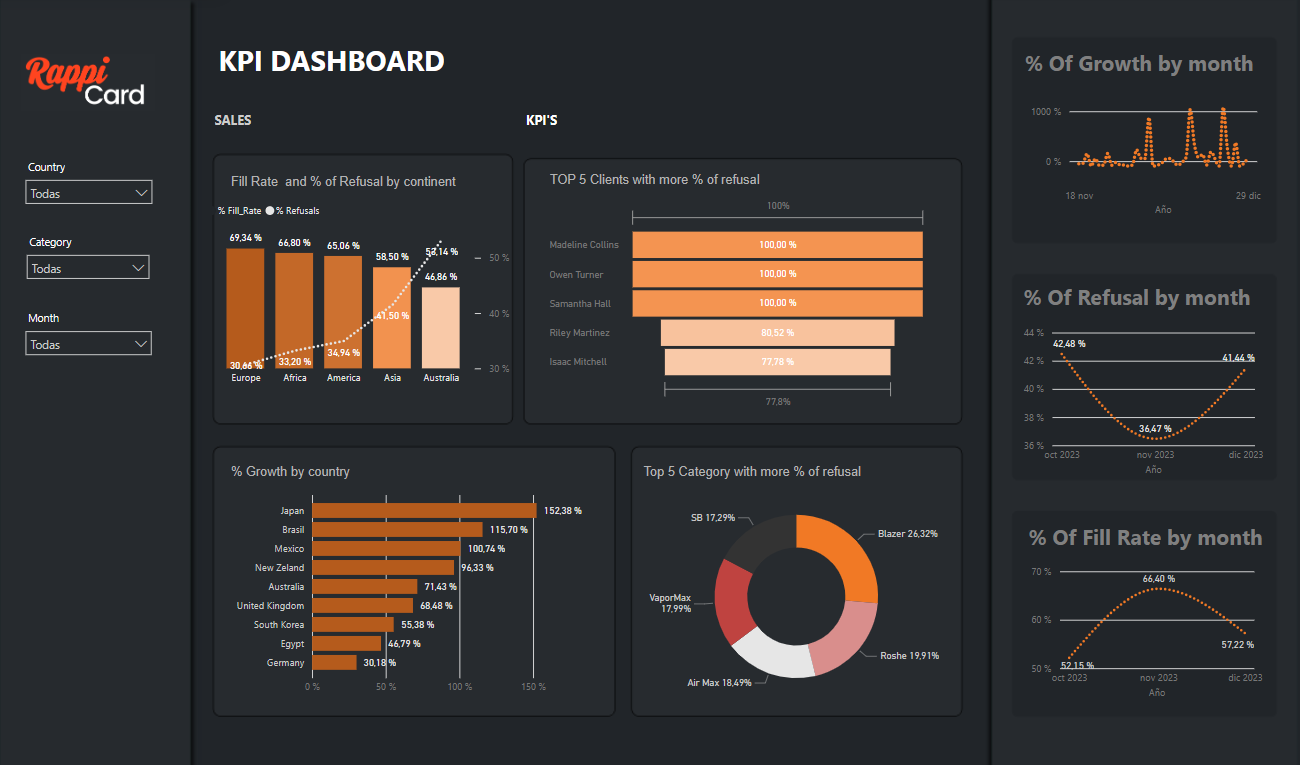 Rappi
Card
Country
Todas
Category
Todas
Month
Todas
KPI DASHBOARD
SALES
KPI'S
Fill Rate and % of Refusal by continent
% Fill_Rate % Refusals
69,34 %
66,80 %
65,06 %
58,50 %
53,14 %
46,86 %
41,50 %
34,94 %
33,20 %
30,66 %
50 %
40 %
30 %
Europe Africa America Asia Australia
TOP 5 Clients with more % of refusal
100%
Madeline Collins 100,00 %
Owen Turner 100,00 %
Samantha Hall 100,00 %
Riley Martinez 80,52 %
Isaac Mitchell 77,78 %
77,8%
% Growth by country
Japan 152,38 %
Brasil 115,70 %
Mexico 100,74 %
New Zeland 96,33 %
Australia 71,43 %
United Kingdom 68,48 %
South Korea 55,38 %
Egypt 46,79 %
Germany 30,18 %
0 % 50 % 100 % 150 %
Top 5 Category with more % of refusal
SB 17,29%
Blazer 26,32%
VaporMax
17,99%
Roshe 19,91%
Air Max 18,49%
% Of Growth by month
1000 %
0 %
18 nov 29 dic
Año
% Of Refusal by month
44 %
42 %
40 %
38 %
36 %
42,48 %
41,44 %
36,47 %
oct 2023 nov 2023 dic 2023
Año
% Of Fill Rate by month
70 %
60 %
50 %
66,40 %
57,22 %
52,15 %
oct 2023 nov 2023 dic 2023
Año